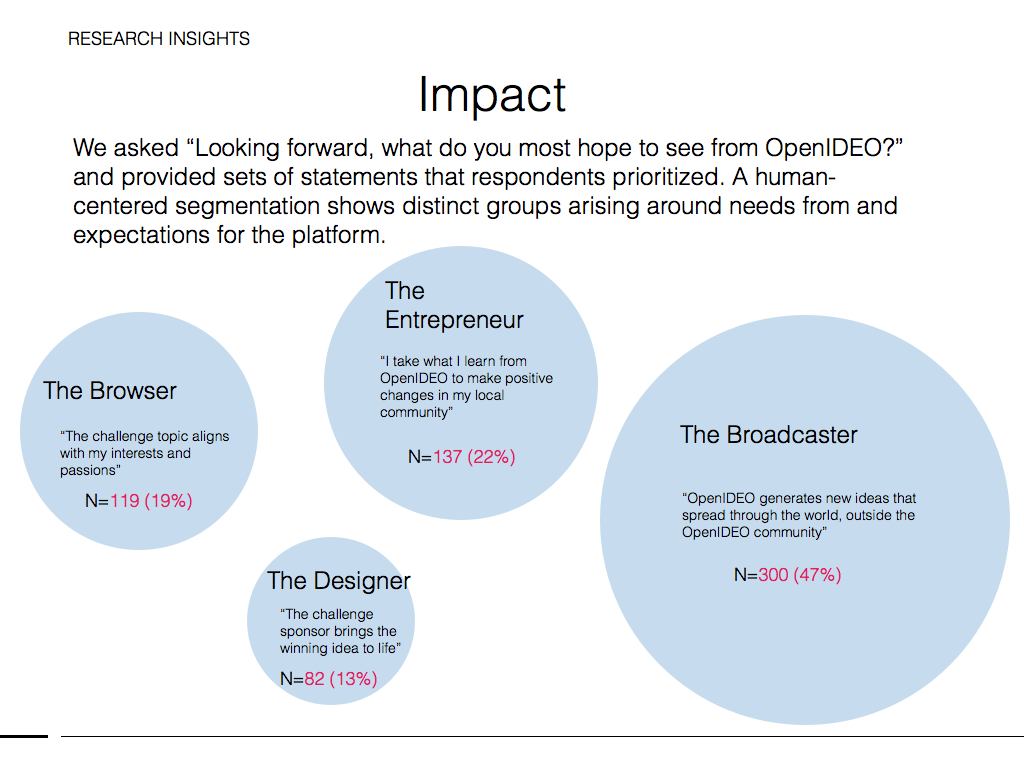 RESEARCH INSIGHTS
Impact
We asked “Looking forward, what do you most hope to see from OpenIDEO?”
and provided sets of statements that respondents prioritized. A human-
centered segmentation shows distinct groups arising around needs from and
expectations for the platform.
The
Entrepreneur
“I take what I learn from
OpenIDEO to make positive
changes in my local
community”
N=137 (22%)
The Browser
“The challenge topic aligns
with my interests and
passions”
N=119 (19%)
The Broadcaster
“OpenIDEO generates new ideas that
spread through the world, outside the
OpenIDEO community”
N=300 (47%)
The Designer
“The challenge
sponsor brings the
winning idea to life”
N=82 (13%)